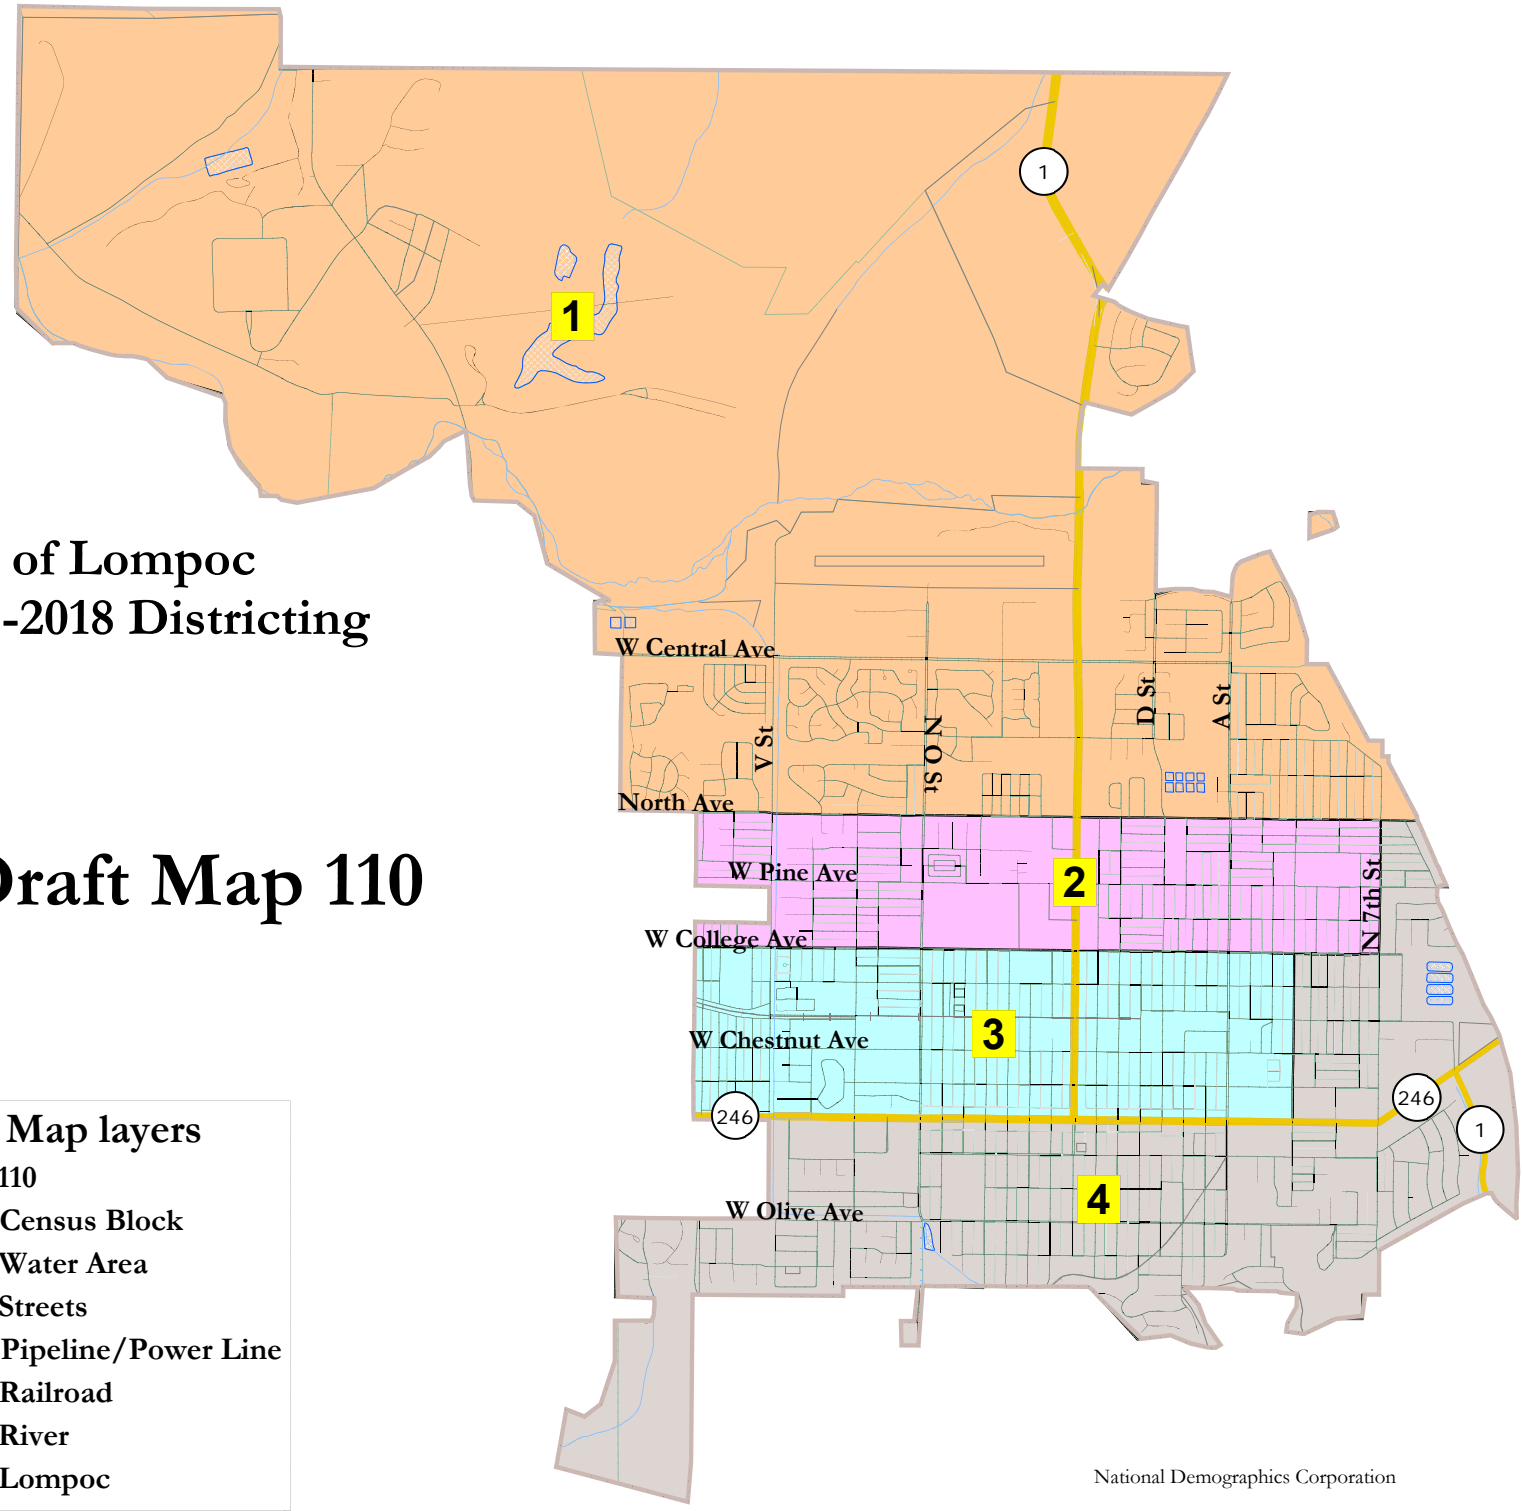 1
1
of Lompoc
-2018 Districting
W Central Ave
D St
A St
V St
N O St
North Ave
Draft Map 110
W Pine Ave
2
N 7th St
W College Ave
3
W Chestnut Ave
246
246
1
Map layers
110
Census Block
Water Area
Streets
Pipeline/Power Line
Railroad
River
Lompoc
4
W Olive Ave
National Demographics Corporation